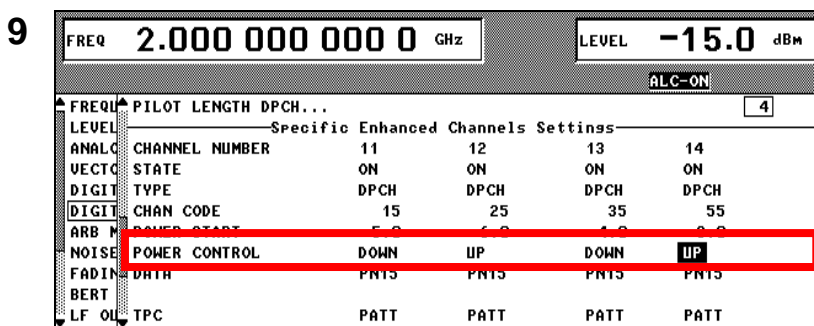 9
FREQ 2.000 000 000 0 GHz LEVEL -15.0 dBm
ALC-ON
FREQU PILOT LENGTH DPCH... 4
LEVEL Specific Enhanced Channels Settings
ANALO CHANNEL NUMBER 11 12 13 14
VECTO STATE ON ON ON ON
DIGIT TYPE DPCH DPCH DPCH DPCH
DIGIT CHAN CODE 15 25 35 55
ARB M POWER START
NOISE POWER CONTROL DOWN UP DOWN UP
FADIN DATA PN15 PN15 PN15 PN15
BERT
LF OU TPC PATT PATT PATT PATT